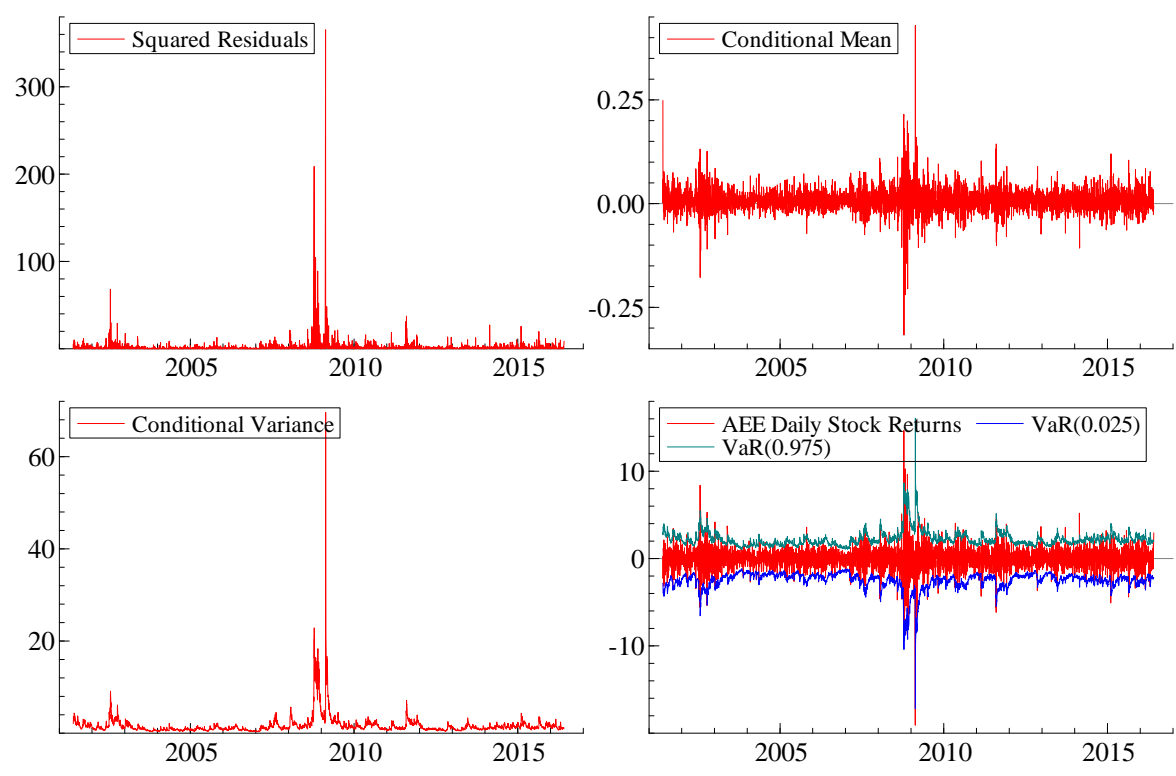 Squared Residuals
300
200
100
2005 2010 2015
Conditional Mean
0.25
0.00
-0.25
2005 2010 2015
Conditional Variance
60
40
20
2005 2010 2015
AEE Daily Stock Returns VaR(0.025)
VaR(0.975)
10
0
-10
2005 2010 2015